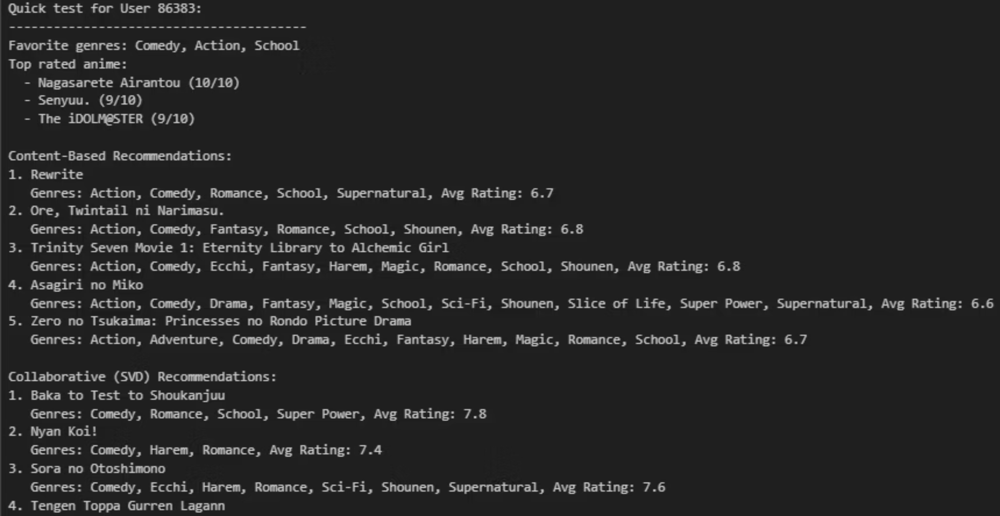 Quick test for User 86383:
----------------------------------------
Favorite genres: Comedy, Action, School
Top rated anime:
  - Nagasarete Airantou (10/10)
  - Senyuu. (9/10)
  - The iDOLM@STER (9/10)

Content-Based Recommendations:
1. Rewrite
   Genres: Action, Comedy, Romance, School, Supernatural, Avg Rating: 6.7
2. Ore, Twintail ni Narimasu.
   Genres: Action, Comedy, Fantasy, Romance, School, Shounen, Avg Rating: 6.8
3. Trinity Seven Movie 1: Eternity Library to Alchemic Girl
   Genres: Action, Comedy, Ecchi, Fantasy, Harem, Magic, Romance, School, Shounen, Avg Rating: 6.8
4. Asagiri no Miko
   Genres: Action, Comedy, Drama, Fantasy, Magic, School, Sci-Fi, Shounen, Slice of Life, Super Power, Supernatural, Avg Rating: 6.6
5. Zero no Tsukaima: Princesses no Rondo Picture Drama
   Genres: Action, Adventure, Comedy, Drama, Ecchi, Fantasy, Harem, Magic, Romance, School, Avg Rating: 6.7

Collaborative (SVD) Recommendations:
1. Baka to Test to Shoukanjuu
   Genres: Comedy, Romance, School, Super Power, Avg Rating: 7.8
2. Nyan Koi!
   Genres: Comedy, Harem, Romance, Avg Rating: 7.4
3. Sora no Otoshimono
   Genres: Comedy, Ecchi, Harem, Romance, Sci-Fi, Shounen, Supernatural, Avg Rating: 7.6
4. Tengen Toppa Gurren Lagann